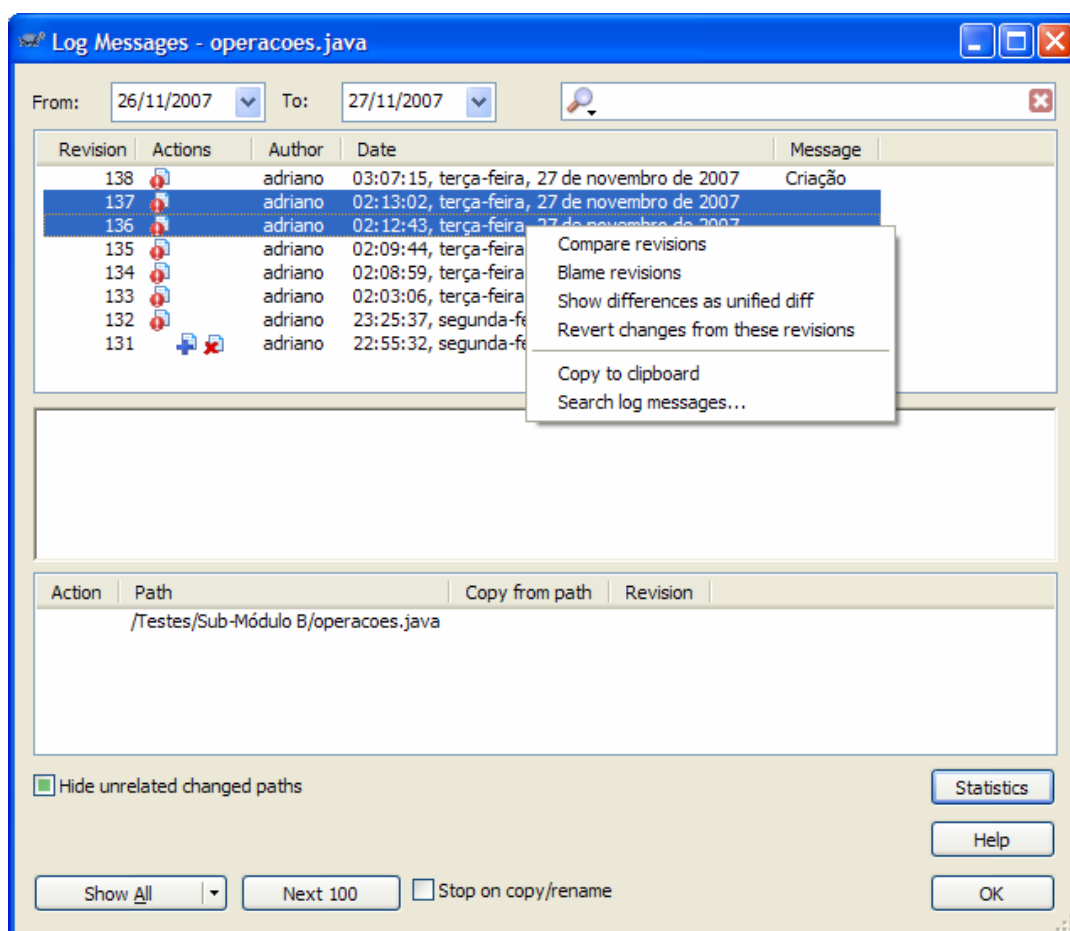 Log Messages - operacoes.java
From: 26/11/2007 To: 27/11/2007
Revision Actions Author Date Message
138 adriano 03:07:15, terça-feira, 27 de novembro de 2007 Criação
137 adriano 02:13:02, terça-feira, 27 de novembro de 2007
136 adriano 02:12:43, terça-feira, 27 de novembro de 2007
135 adriano 02:09:44, terça-feira
134 adriano 02:08:59, terça-feira
133 adriano 02:03:06, terça-feira
132 adriano 23:25:37, segunda-fe
131 adriano 22:55:32, segunda-fe
Compare revisions
Blame revisions
Show differences as unified diff
Revert changes from these revisions
Copy to clipboard
Search log messages...
Action Path Copy from path Revision
/Testes/Sub-Módulo B/operacoes.java
Hide unrelated changed paths
Statistics
Help
Show All Next 100 Stop on copy/rename OK